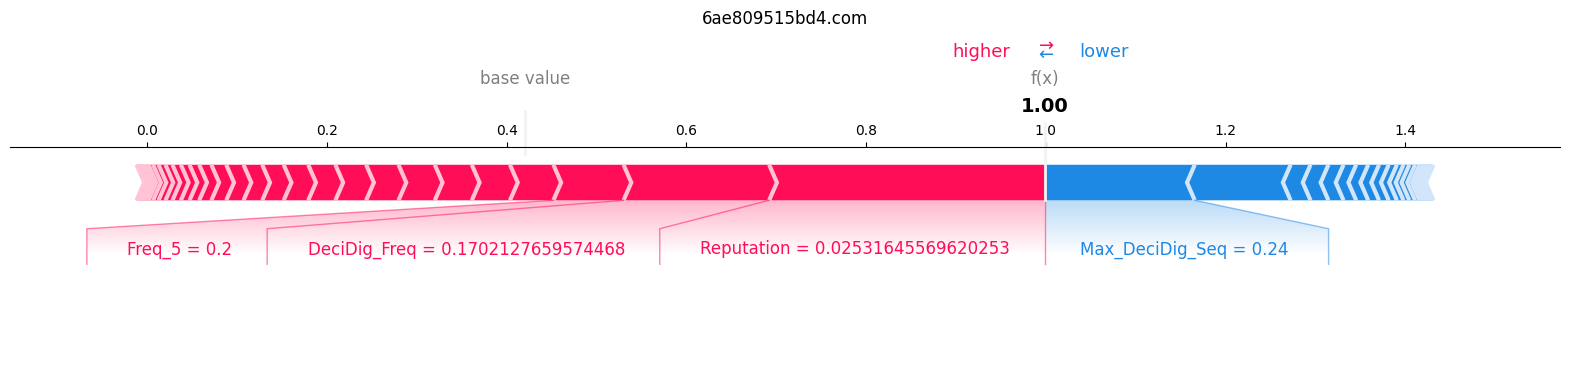 6ae809515bd4.com
higher ⇄ lower
base value f(x)
1.00
0.0 0.2 0.4 0.6 0.8 1.0 1.2 1.4
Freq_5 = 0.2 DeciDig_Freq = 0.1702127659574468 Reputation = 0.02531645569620253 Max_DeciDig_Seq = 0.24